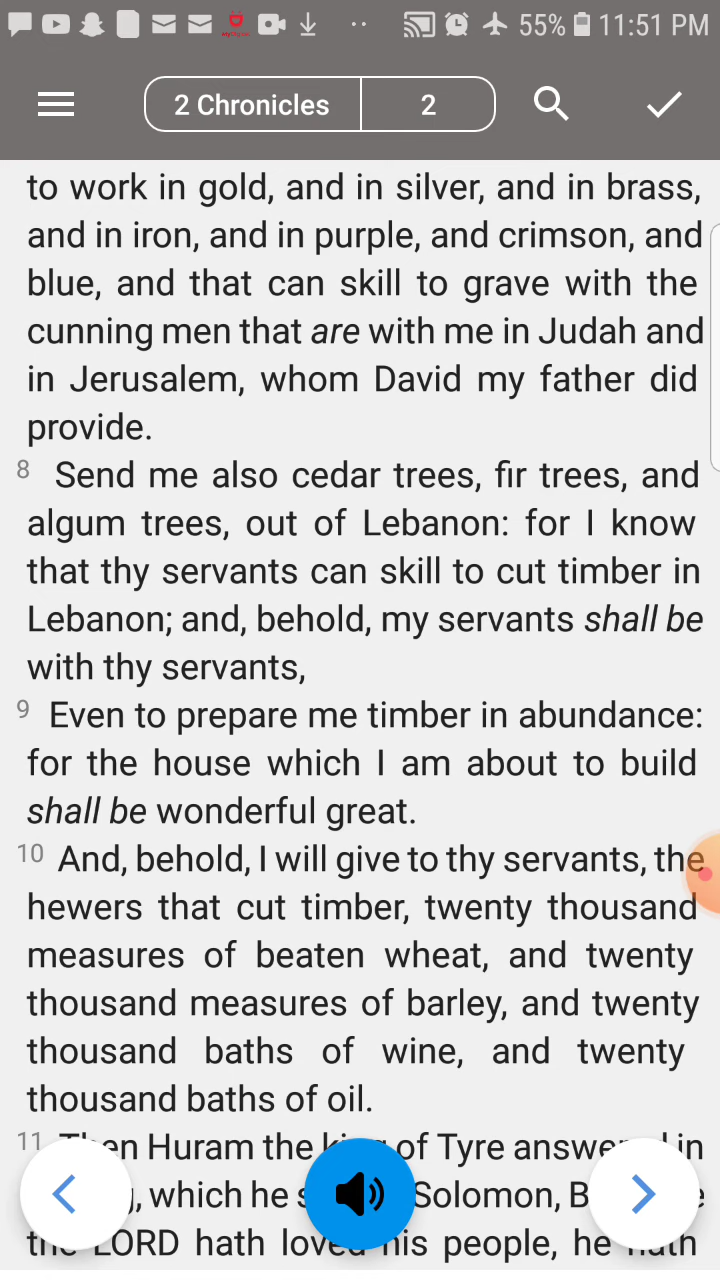 55% 11:51 PM
2 Chronicles 2
to work in gold, and in silver, and in brass,
and in iron, and in purple, and crimson, and
blue, and that can skill to grave with the
cunning men that are with me in Judah and
in Jerusalem, whom David my father did
provide.
8 Send me also cedar trees, fir trees, and
algum trees, out of Lebanon: for I know
that thy servants can skill to cut timber in
Lebanon; and, behold, my servants shall be
with thy servants,
9 Even to prepare me timber in abundance:
for the house which I am about to build
shall be wonderful great.
10 And, behold, I will give to thy servants, the
hewers that cut timber, twenty thousand
measures of beaten wheat, and twenty
thousand measures of barley, and twenty
thousand baths of wine, and twenty
thousand baths of oil.
11 Huram the of Tyre in
, which he Solomon,
LORD hath his people, he